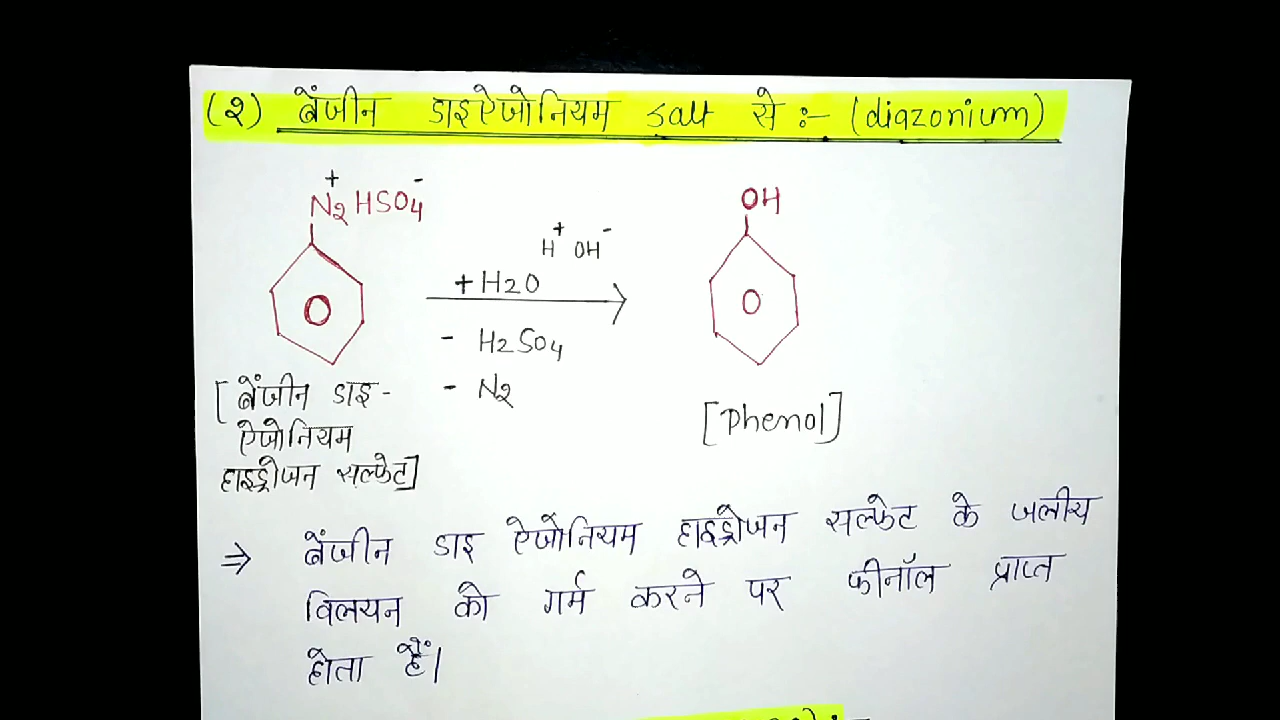 (२) बेंजीन डाइऐजोनियम salt से :- (diazonium)
+ -
N2 HSO4
OH
H+ OH-
+H2O
- H2SO4
- N2
[बेंजीन डाइ-
ऐजोनियम
हाइड्रोजन सल्फेट]
[Phenol]
⇒ बेंजीन डाइ ऐजोनियम हाइड्रोजन सल्फेट के जलीय
विलयन को गर्म करने पर फीनॉल प्राप्त
होता हैं।